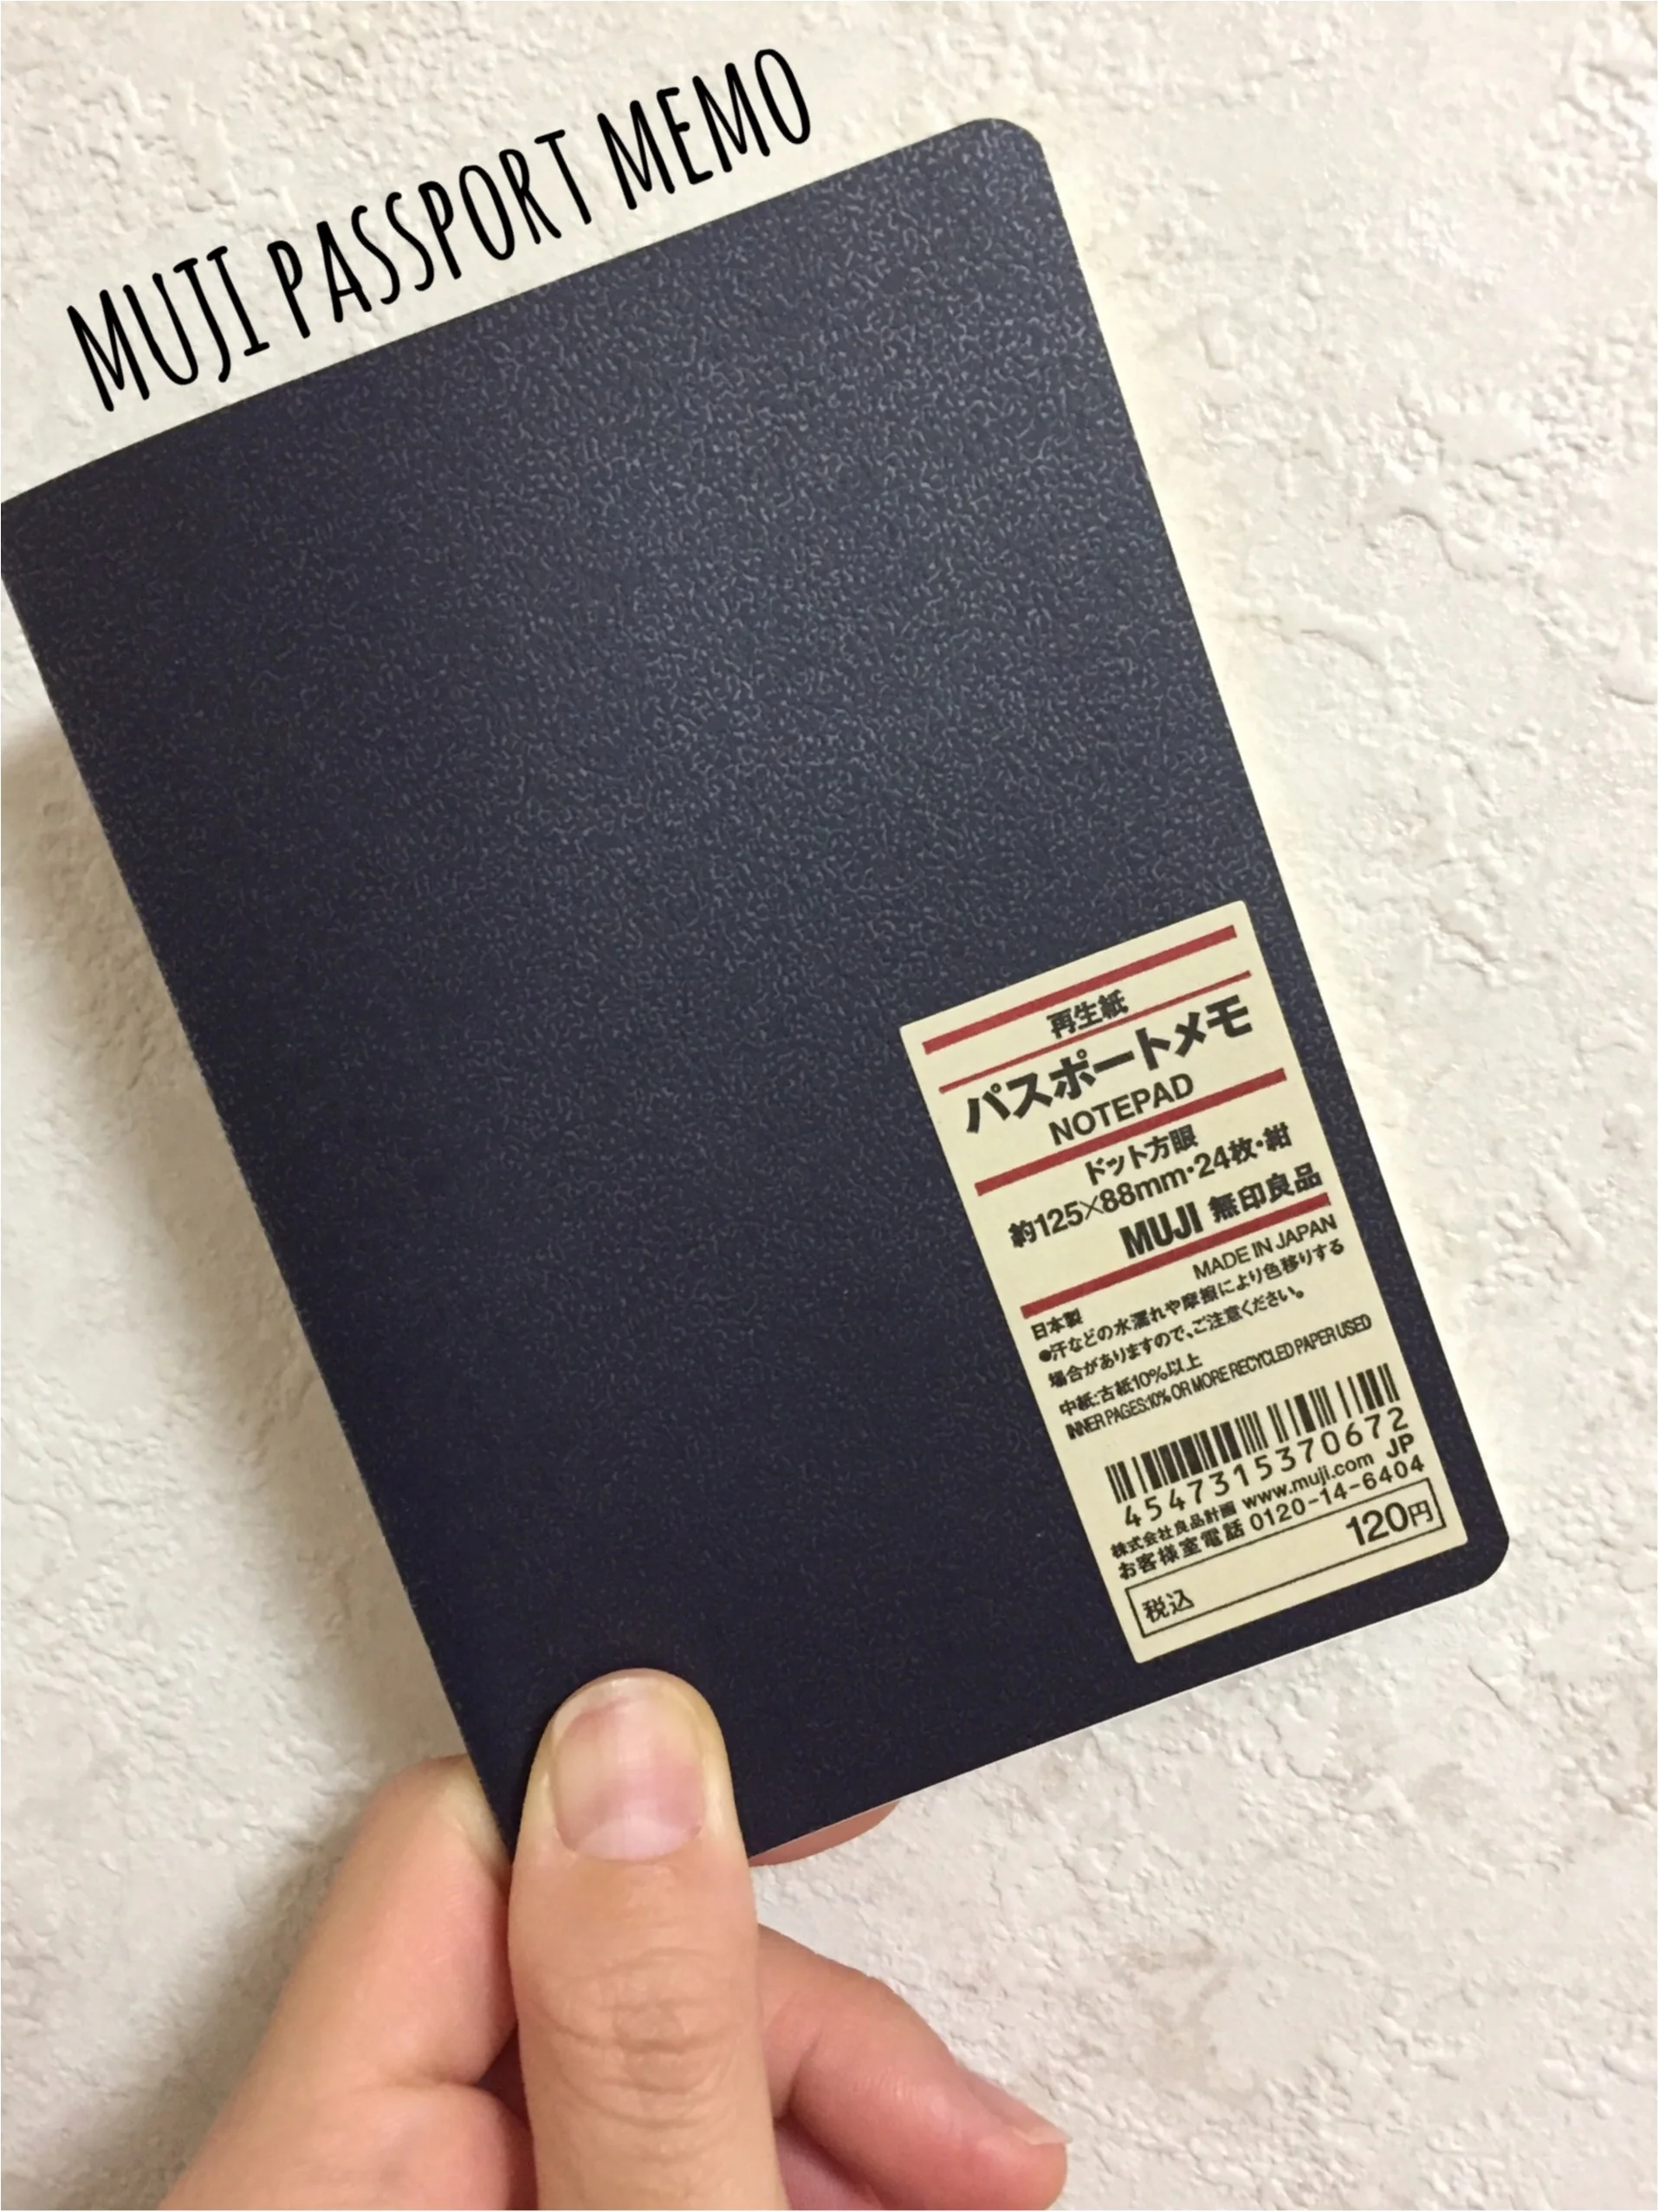 MUJI PASSPORT MEMO
再生紙
パスポートメモ
NOTEPAD
ドット方眼
約125×88mm・24枚・紺
MUJI 無印良品
MADE IN JAPAN
日本製
●汗などの水濡れや摩擦により色移りする
場合がありますので、ご注意ください。
中紙:古紙10%以上
INNER PAGES:10% OR MORE RECYCLED PAPER USED
4547315370672
株式会社良品計画 www.muji.com JP
お客様室電話 0120-14-6404
税込 120円